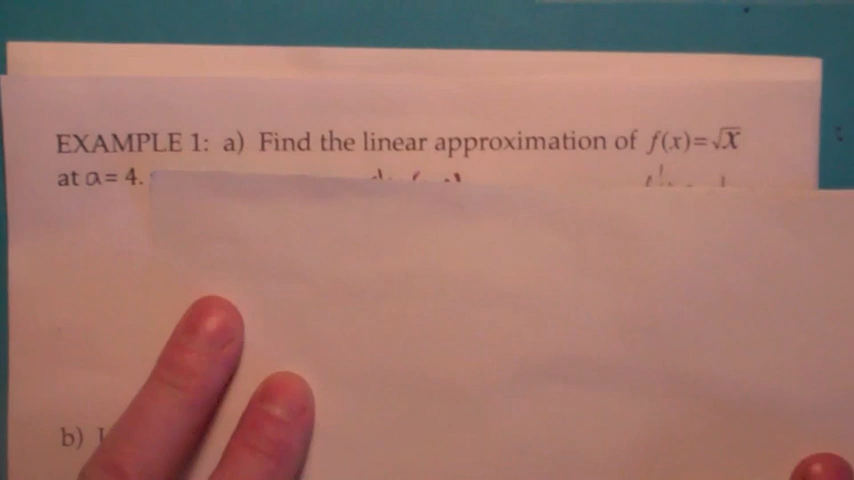 EXAMPLE 1: a) Find the linear approximation of f(x)=√x
at a = 4.
b)